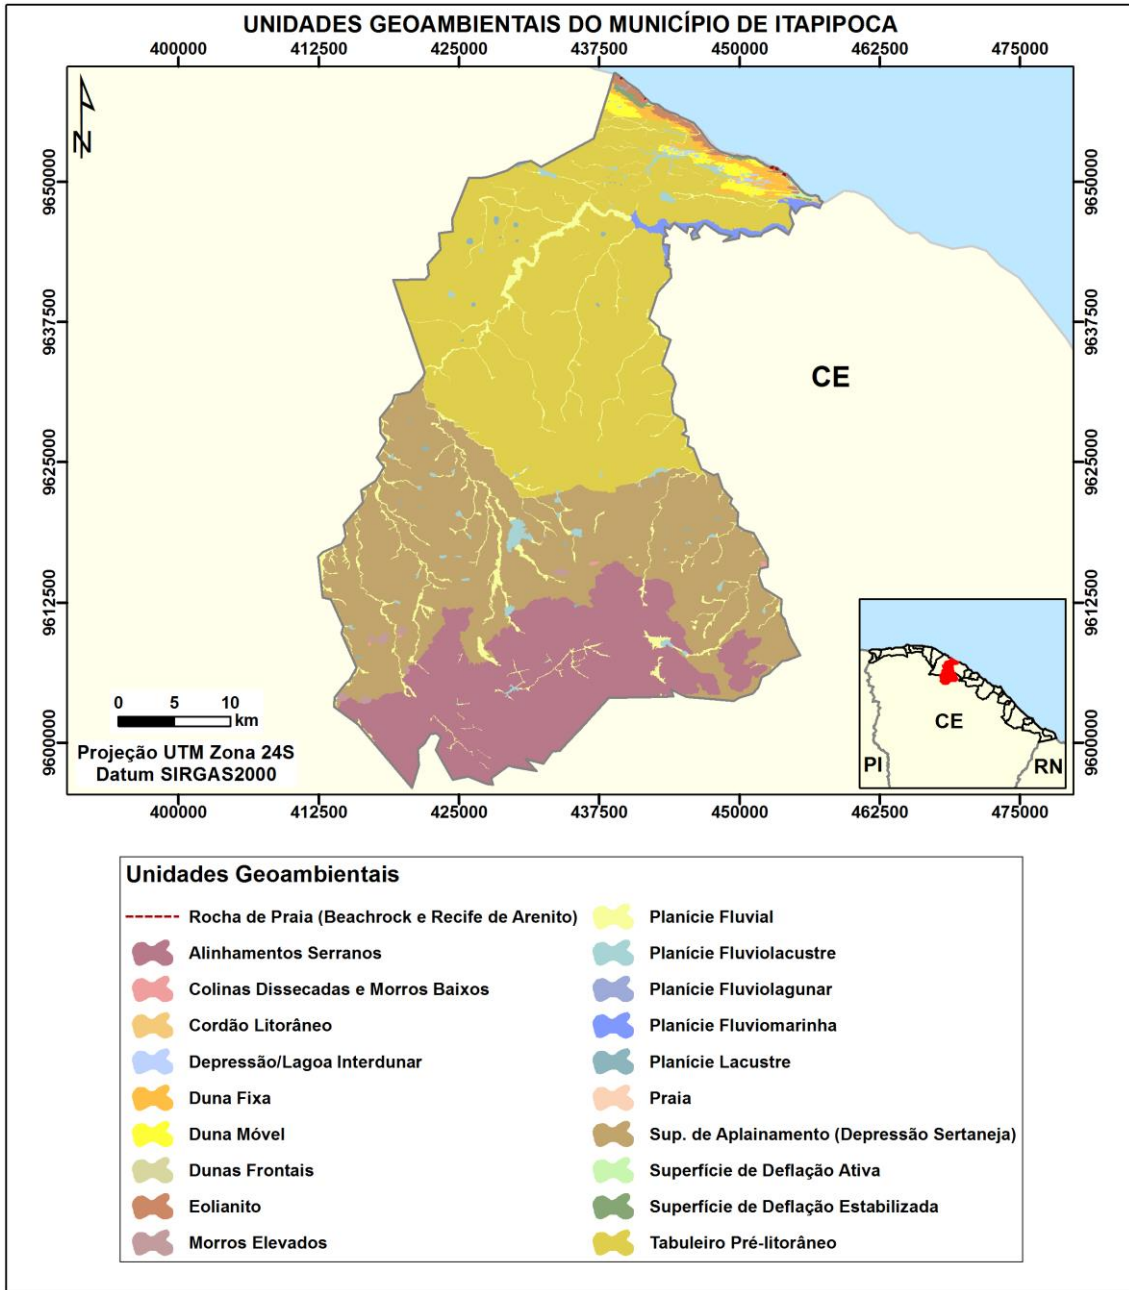 UNIDADES GEOAMBIENTAIS DO MUNICÍPIO DE ITAPIPOCA
400000 412500 425000 437500 450000 462500 475000
N
9650000 9650000
9637500 9637500
CE
9625000 9625000
9612500 9612500
0 5 10
km
Projeção UTM Zona 24S
Datum SIRGAS2000
9600000 9600000
CE
PI RN
400000 412500 425000 437500 450000 462500 475000
Unidades Geoambientais
Rocha de Praia (Beachrock e Recife de Arenito)
Alinhamentos Serranos
Colinas Dissecadas e Morros Baixos
Cordão Litorâneo
Depressão/Lagoa Interdunar
Duna Fixa
Duna Móvel
Dunas Frontais
Eolianito
Morros Elevados
Planície Fluvial
Planície Fluviolacustre
Planície Fluviolagunar
Planície Fluviomarinha
Planície Lacustre
Praia
Sup. de Aplainamento (Depressão Sertaneja)
Superfície de Deflação Ativa
Superfície de Deflação Estabilizada
Tabuleiro Pré-litorâneo